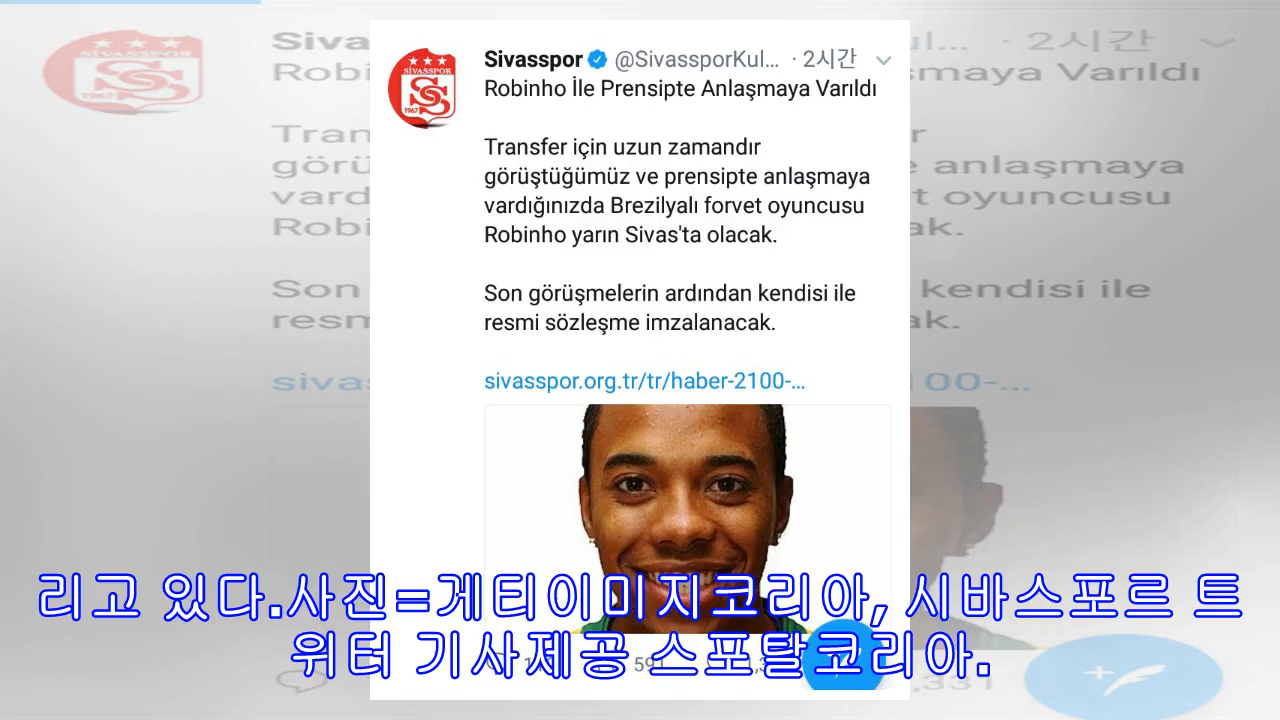 Sivasspor @SivassporKul... · 2시간
SİVASSPOR
1967
Robinho İle Prensipte Anlaşmaya Varıldı
Transfer için uzun zamandır
görüştüğümüz ve prensipte anlaşmaya
vardığınızda Brezilyalı forvet oyuncusu
Robinho yarın Sivas'ta olacak.
Son görüşmelerin ardından kendisi ile
resmi sözleşme imzalanacak.
sivasspor.org.tr/tr/haber-2100-...
리고 있다.사진=게티이미지코리아, 시바스포르 트
위터 기사제공 스포탈코리아.